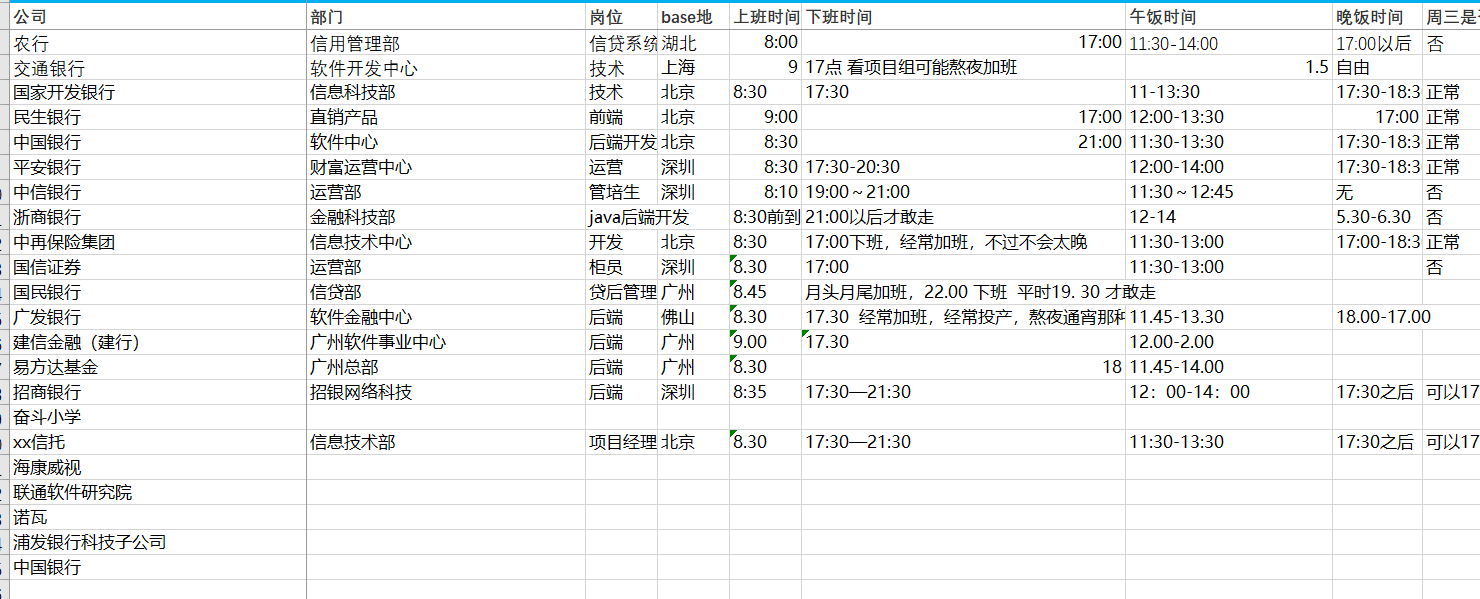 公司 部门 岗位 base地 上班时间 下班时间 午饭时间 晚饭时间 周三是
农行 信用管理部 信贷系统 湖北 8:00 17:00 11:30-14:00 17:00以后 否
交通银行 软件开发中心 技术 上海 9 17点 看项目组可能熬夜加班 1.5 自由
国家开发银行 信息科技部 技术 北京 8:30 17:30 11-13:30 17:30-18:3 正常
民生银行 直销产品 前端 北京 9:00 17:00 12:00-13:30 17:00 正常
中国银行 软件中心 后端开发 北京 8:30 21:00 11:30-13:30 17:30-18:3 正常
平安银行 财富运营中心 运营 深圳 8:30 17:30-20:30 12:00-14:00 17:30-18:3 正常
中信银行 运营部 管培生 深圳 8:10 19:00～21:00 11:30～12:45 无 否
浙商银行 金融科技部 java后端开发 8:30前到 21:00以后才敢走 12-14 5.30-6.30 否
中再保险集团 信息技术中心 开发 北京 8:30 17:00下班，经常加班，不过不会太晚 11:30-13:00 17:00-18:3 正常
国信证券 运营部 柜员 深圳 8.30 17:00 11:30-13:00 否
国民银行 信贷部 贷后管理 广州 8.45 月头月尾加班，22.00 下班 平时19. 30 才敢走
广发银行 软件金融中心 后端 佛山 8.30 17.30 经常加班，经常投产，熬夜通宵那种 11.45-13.30 18.00-17.00
建信金融（建行） 广州软件事业中心 后端 广州 9.00 17.30 12.00-2.00
易方达基金 广州总部 后端 广州 8.30 18 11.45-14.00
招商银行 招银网络科技 后端 深圳 8:35 17:30—21:30 12：00-14：00 17:30之后 可以17
奋斗小学
xx信托 信息技术部 项目经理 北京 8.30 17:30—21:30 11:30-13:30 17:30之后 可以17
海康威视
联通软件研究院
诺瓦
浦发银行科技子公司
中国银行